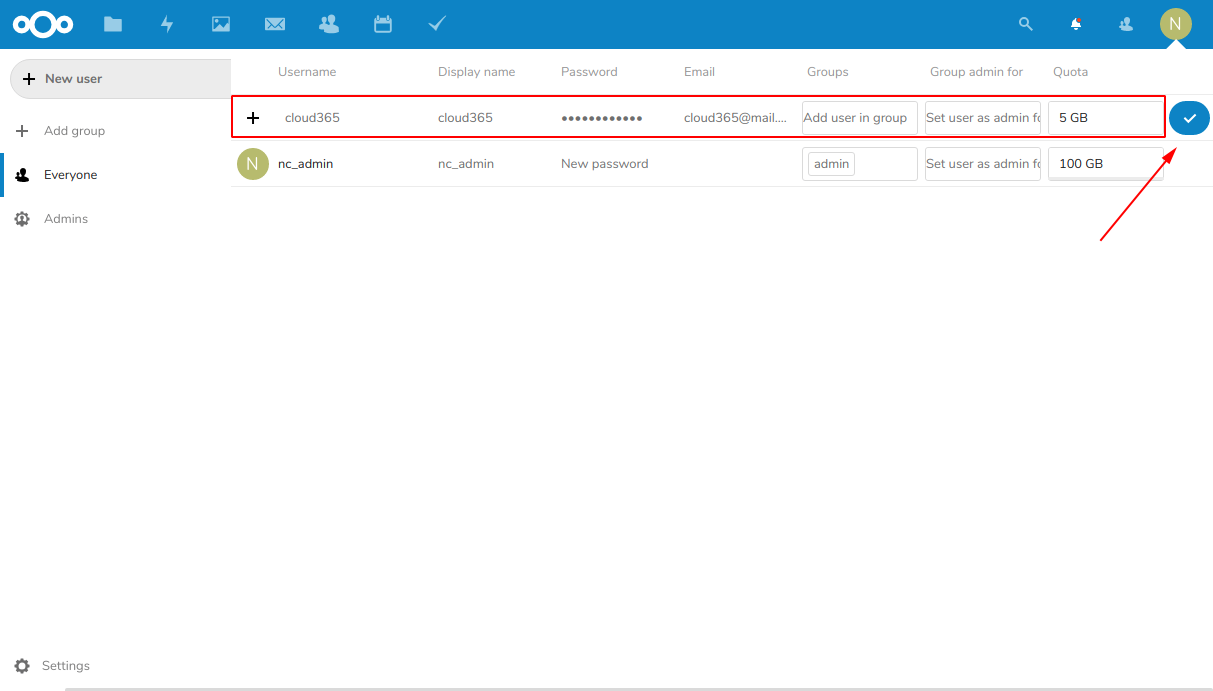 N
New user
Username Display name Password Email Groups Group admin for Quota
cloud365 cloud365 ●●●●●●●●●●●● cloud365@mail.... Add user in group Set user as admin fo 5 GB
Add group
N nc_admin nc_admin New password admin Set user as admin fo 100 GB
Everyone
Admins
Settings